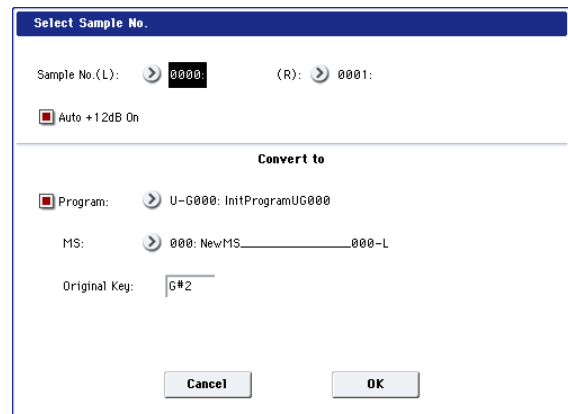 Select Sample No.
Sample No.(L): 0000: (R): 0001:
Auto +12dB On
Convert to
Program: U-G000: InitProgramUG000
MS: 000: NewMS_______________000-L
Original Key: G#2
Cancel OK